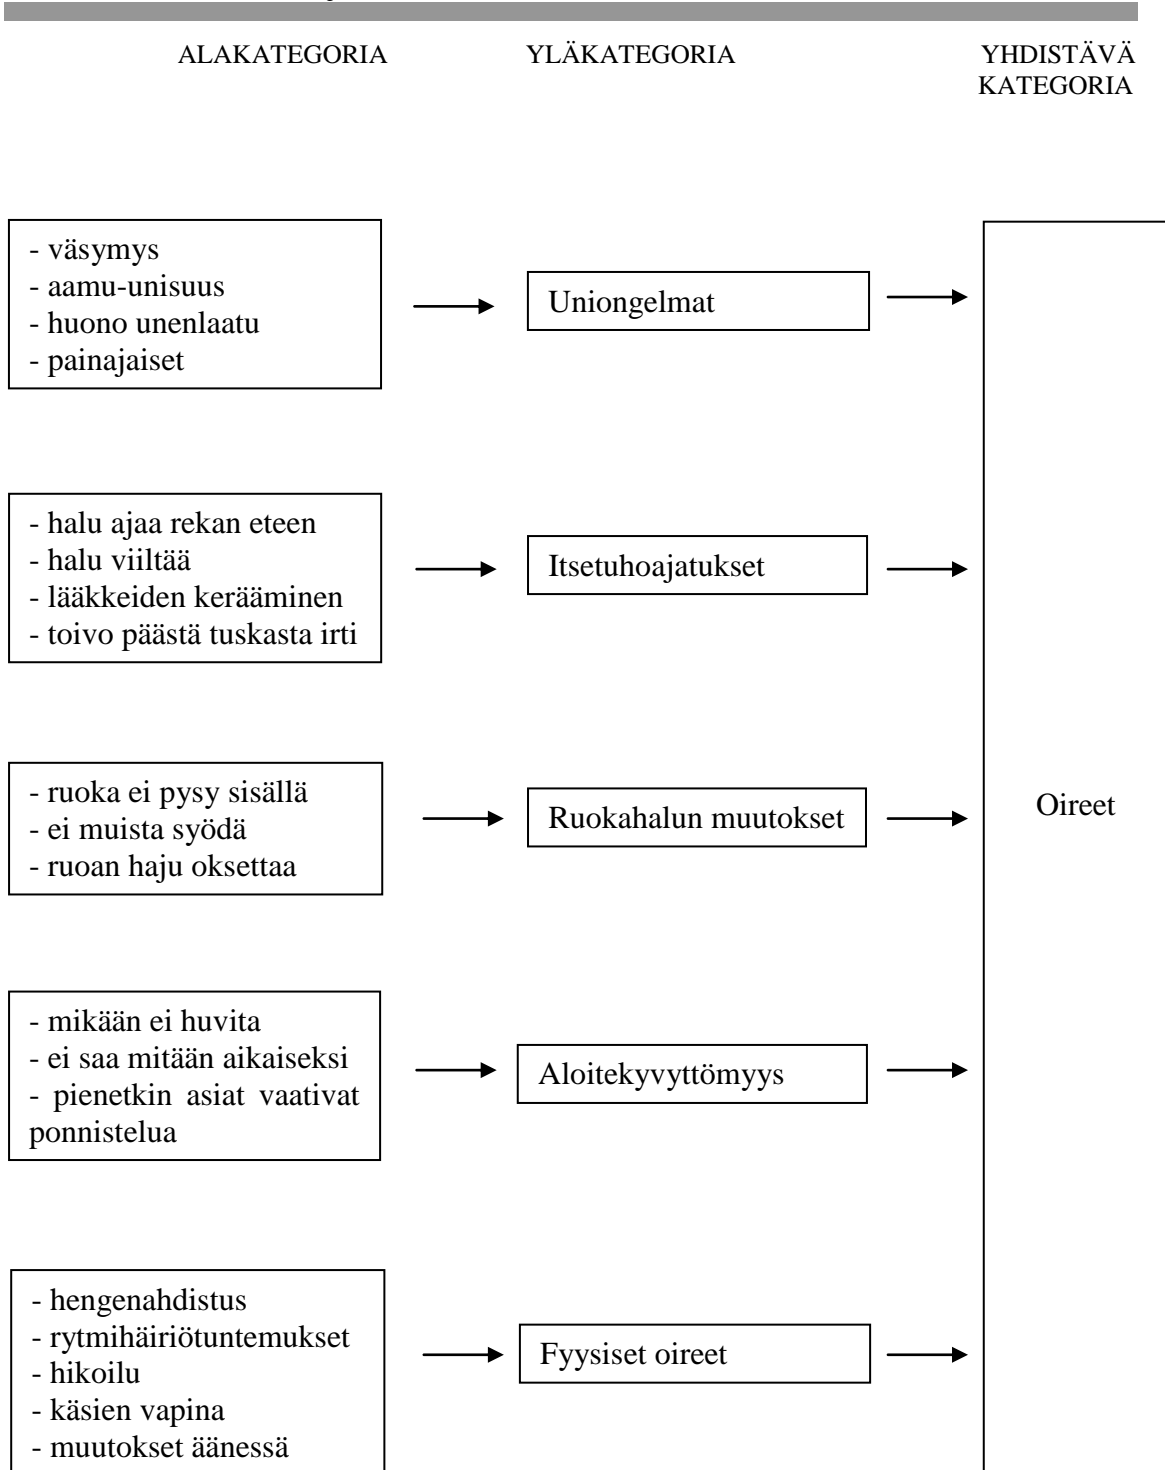 ALAKATEGORIA
YLÄKATEGORIA
YHDISTÄVÄ
KATEGORIA
- väsymys
- aamu-unisuus
- huono unenlaatu
- painajaiset
Uniongelmat
- halu ajaa rekan eteen
- halu viiltää
- lääkkeiden kerääminen
- toivo päästä tuskasta irti
Itsetuhoajatukset
- ruoka ei pysy sisällä
- ei muista syödä
- ruoan haju oksettaa
Ruokahalun muutokset
Oireet
- mikään ei huvita
- ei saa mitään aikaiseksi
- pienetkin asiat vaativat
ponnistelua
Aloitekyvyttömyys
- hengenahdistus
- rytmihäiriötuntemukset
- hikoilu
- käsien vapina
- muutokset äänessä
Fyysiset oireet